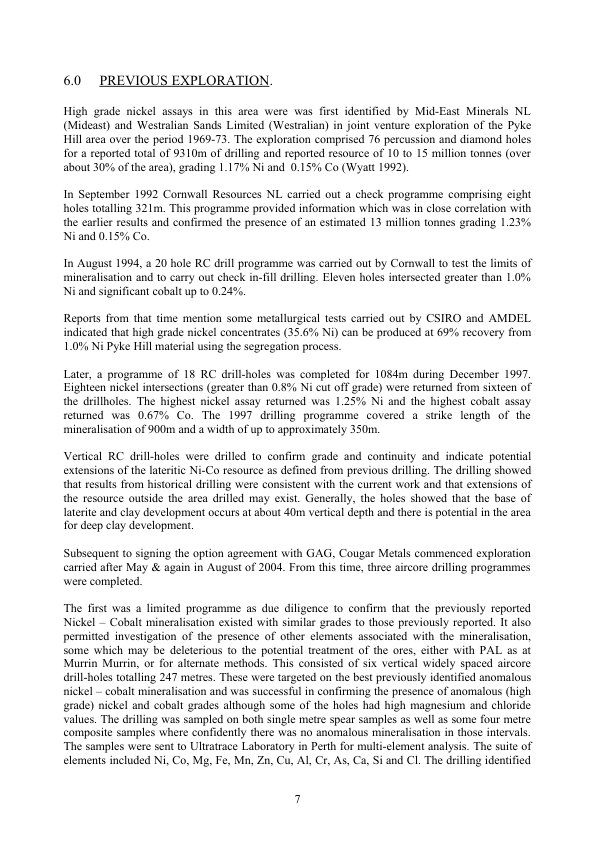 6.0 PREVIOUS EXPLORATION.
High grade nickel assays in this area were was first identified by Mid-East Minerals NL
(Mideast) and Westralian Sands Limited (Westralian) in joint venture exploration of the Pyke
Hill area over the period 1969-73. The exploration comprised 76 percussion and diamond holes
for a reported total of 9310m of drilling and reported resource of 10 to 15 million tonnes (over
about 30% of the area), grading 1.17% Ni and 0.15% Co (Wyatt 1992).
In September 1992 Cornwall Resources NL carried out a check programme comprising eight
holes totalling 321m. This programme provided information which was in close correlation with
the earlier results and confirmed the presence of an estimated 13 million tonnes grading 1.23%
Ni and 0.15% Co.
In August 1994, a 20 hole RC drill programme was carried out by Cornwall to test the limits of
mineralisation and to carry out check in-fill drilling. Eleven holes intersected greater than 1.0%
Ni and significant cobalt up to 0.24%.
Reports from that time mention some metallurgical tests carried out by CSIRO and AMDEL
indicated that high grade nickel concentrates (35.6% Ni) can be produced at 69% recovery from
1.0% Ni Pyke Hill material using the segregation process.
Later, a programme of 18 RC drill-holes was completed for 1084m during December 1997.
Eighteen nickel intersections (greater than 0.8% Ni cut off grade) were returned from sixteen of
the drillholes. The highest nickel assay returned was 1.25% Ni and the highest cobalt assay
returned was 0.67% Co. The 1997 drilling programme covered a strike length of the
mineralisation of 900m and a width of up to approximately 350m.
Vertical RC drill-holes were drilled to confirm grade and continuity and indicate potential
extensions of the lateritic Ni-Co resource as defined from previous drilling. The drilling showed
that results from historical drilling were consistent with the current work and that extensions of
the resource outside the area drilled may exist. Generally, the holes showed that the base of
laterite and clay development occurs at about 40m vertical depth and there is potential in the area
for deep clay development.
Subsequent to signing the option agreement with GAG, Cougar Metals commenced exploration
carried after May & again in August of 2004. From this time, three aircore drilling programmes
were completed.
The first was a limited programme as due diligence to confirm that the previously reported
Nickel – Cobalt mineralisation existed with similar grades to those previously reported. It also
permitted investigation of the presence of other elements associated with the mineralisation,
some which may be deleterious to the potential treatment of the ores, either with PAL as at
Murrin Murrin, or for alternate methods. This consisted of six vertical widely spaced aircore
drill-holes totalling 247 metres. These were targeted on the best previously identified anomalous
nickel – cobalt mineralisation and was successful in confirming the presence of anomalous (high
grade) nickel and cobalt grades although some of the holes had high magnesium and chloride
values. The drilling was sampled on both single metre spear samples as well as some four metre
composite samples where confidently there was no anomalous mineralisation in those intervals.
The samples were sent to Ultratrace Laboratory in Perth for multi-element analysis. The suite of
elements included Ni, Co, Mg, Fe, Mn, Zn, Cu, Al, Cr, As, Ca, Si and Cl. The drilling identified
7